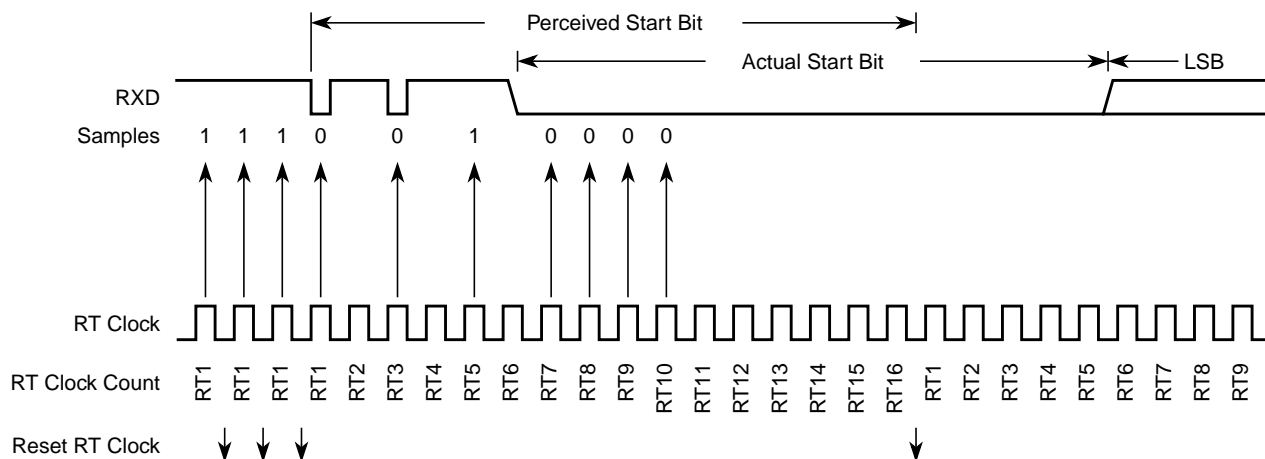 Perceived Start Bit
Actual Start Bit LSB
RXD
Samples 1 1 1 0 0 1 0 0 0 0
RT Clock
RT Clock Count RT1 RT1 RT1 RT1 RT2 RT3 RT4 RT5 RT6 RT7 RT8 RT9 RT10 RT11 RT12 RT13 RT14 RT15 RT16 RT1 RT2 RT3 RT4 RT5 RT6 RT7 RT8 RT9
Reset RT Clock